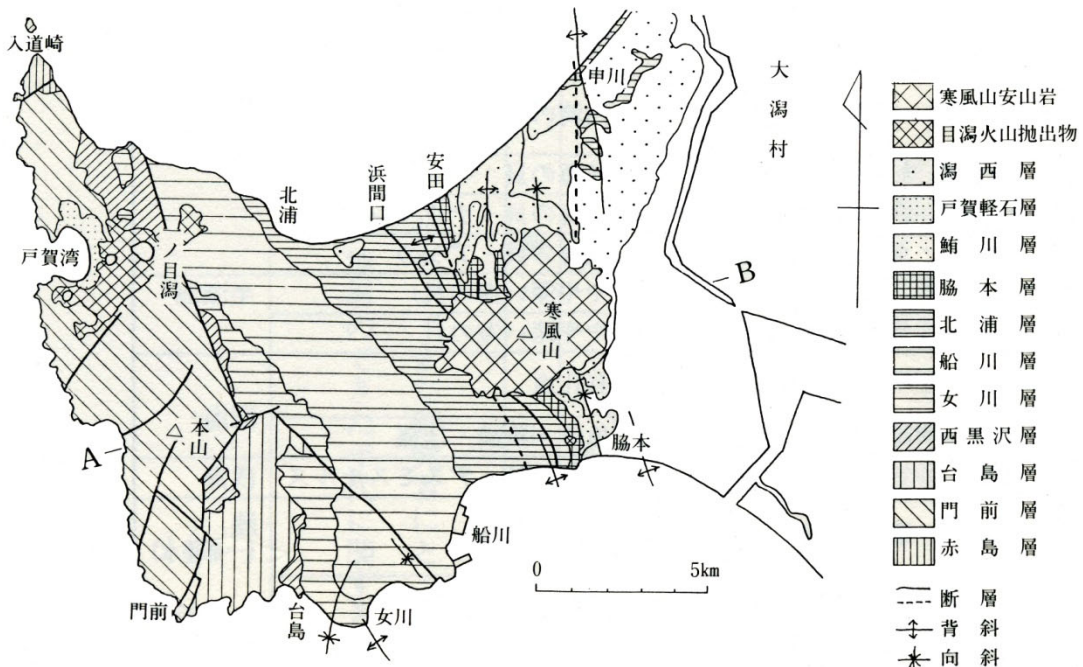 入道崎
戸賀湾
一ノ目潟
北浦
浜間口
安田
申川
大潟村
寒風山
本山
A
B
脇本
船川
女川
台島
門前
0 5km
寒風山安山岩
目潟火山抛出物
潟西層
戸賀軽石層
鮪川層
脇本層
北浦層
船川層
女川層
西黒沢層
台島層
門前層
赤島層
断層
背斜
向斜